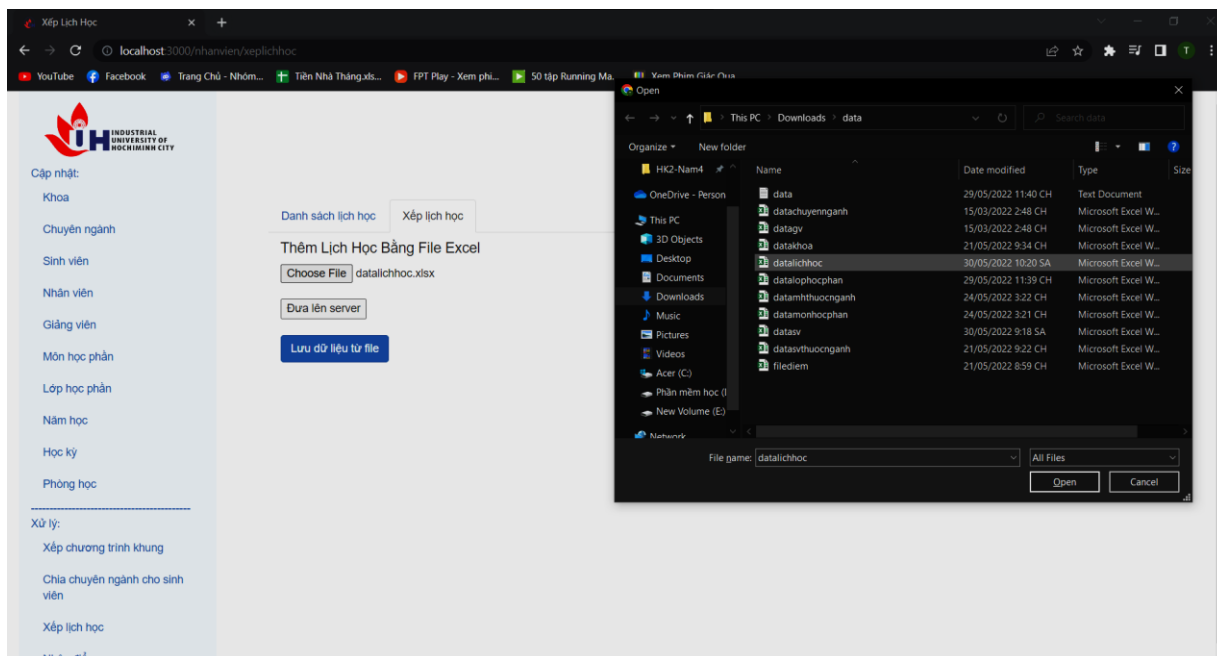 Xếp Lịch Học
localhost:3000/nhanvien/xeplichhoc
YouTube Facebook Trang Chủ - Nhóm... Tiền Nhà Tháng.xls... FPT Play - Xem phi... 50 tập Running Ma. Xem Phim Giác Qua
T
INDUSTRIAL
UNIVERSITY OF
HOCHIMINH CITY
Cập nhật:
Khoa
Chuyên ngành
Sinh viên
Nhân viên
Giảng viên
Môn học phần
Lớp học phần
Năm học
Học kỳ
Phòng học
Xử lý:
Xếp chương trình khung
Chia chuyên ngành cho sinh
viên
Xếp lịch học
Danh sách lịch học Xếp lịch học
Thêm Lịch Học Bằng File Excel
Choose File datalichhoc.xlsx
Đưa lên server
Lưu dữ liệu từ file
Open
This PC > Downloads > data
Search data
Organize New folder
HK2-Nam4
OneDrive - Person
This PC
3D Objects
Desktop
Documents
Downloads
Music
Pictures
Videos
Acer (C:)
Phần mềm học (
New Volume (E:)
Network
Name Date modified Type Size
data 29/05/2022 11:40 CH Text Document
datachuyennganh 15/03/2022 2:48 CH Microsoft Excel W...
datagv 15/03/2022 2:48 CH Microsoft Excel W...
datakhoa 21/05/2022 9:34 CH Microsoft Excel W...
datalichhoc 30/05/2022 10:20 SA Microsoft Excel W...
datalophocphan 29/05/2022 11:39 CH Microsoft Excel W...
datamhthuocnganh 24/05/2022 3:22 CH Microsoft Excel W...
datamonhocphan 24/05/2022 3:21 CH Microsoft Excel W...
datasv 30/05/2022 9:18 SA Microsoft Excel W...
datasvthuocnganh 21/05/2022 9:22 CH Microsoft Excel W...
filediem 21/05/2022 8:59 CH Microsoft Excel W...
File name: datalichhoc All Files
Open Cancel